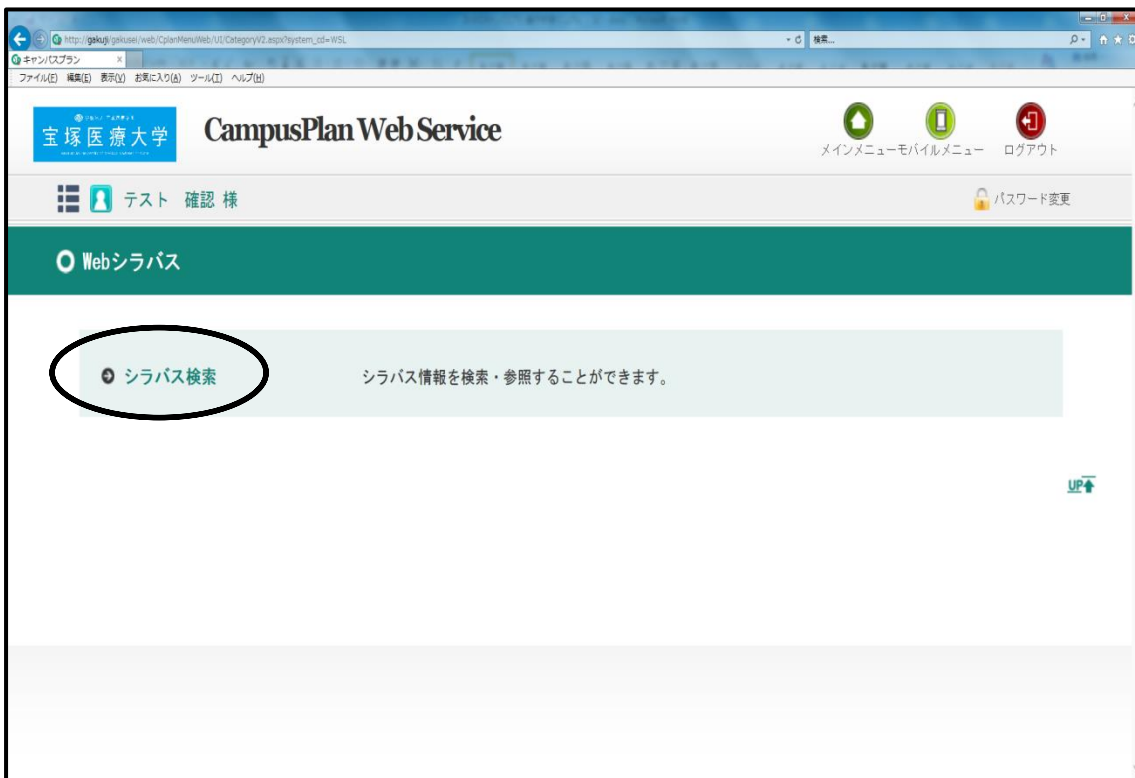 http://gakuji/gakusei/web/CplanMenuWeb/UI/CategoryV2.aspx?system_cd=WSL
検索...
キャンパスプラン
ファイル(F) 編集(E) 表示(V) お気に入り(A) ツール(T) ヘルプ(H)
宝塚医療大学
CampusPlan Web Service
メインメニュー モバイルメニュー ログアウト
テスト 確認 様
パスワード変更
Webシラバス
シラバス検索
シラバス情報を検索・参照することができます。
UP